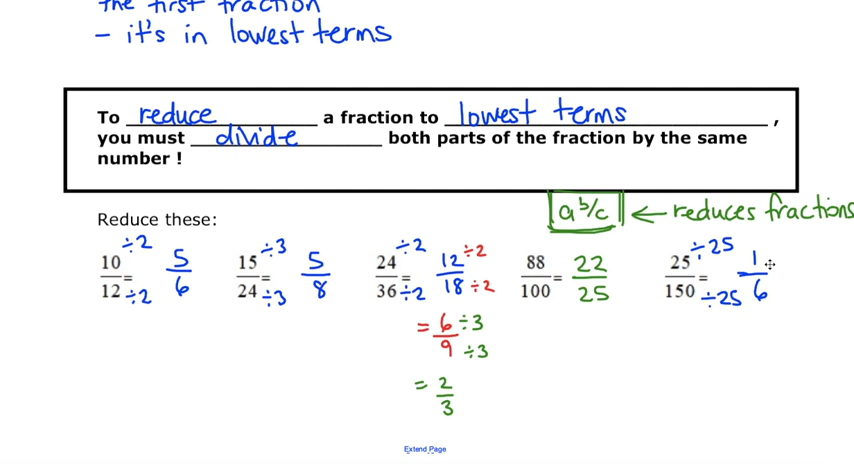 the first fraction
- it's in lowest terms
To reduce a fraction to lowest terms ,
you must divide both parts of the fraction by the same
number !
a b/c ← reduces fractions
Reduce these:
10/12 ÷2 ÷2 = 5/6
15/24 ÷3 ÷3 = 5/8
24/36 ÷2 ÷2 = 12/18 ÷2 ÷2
= 6/9 ÷3 ÷3
= 2/3
88/100 = 22/25
25/150 ÷25 ÷25 = 1/6
Extend Page